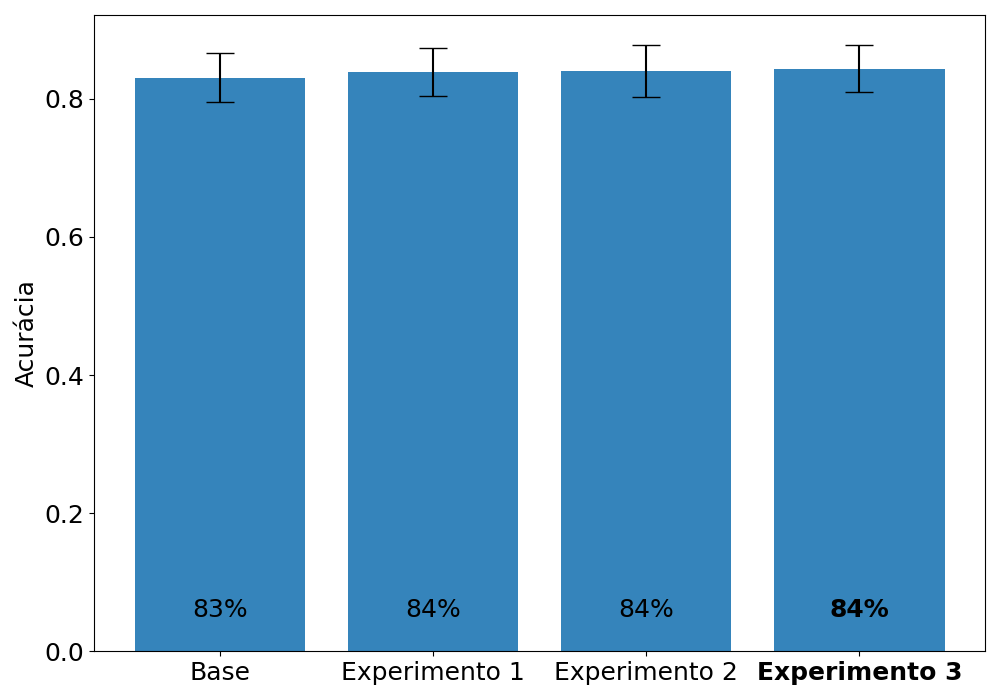 Acurácia
0.8
0.6
0.4
0.2
0.0
83%
84%
84%
84%
Base
Experimento 1
Experimento 2
Experimento 3